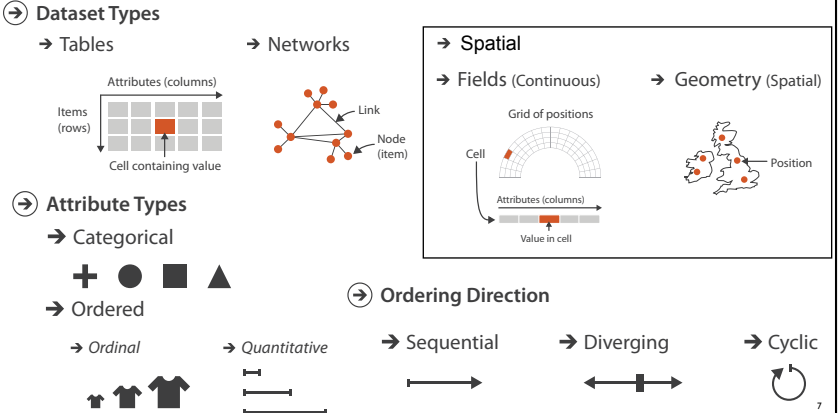 Dataset Types
Tables
Attributes (columns)
Items
(rows)
Cell containing value
Networks
Link
Node
(item)
Spatial
Fields (Continuous)
Grid of positions
Cell
Attributes (columns)
Value in cell
Geometry (Spatial)
Position
Attribute Types
Categorical
Ordered
Ordinal
Quantitative
Ordering Direction
Sequential
Diverging
Cyclic
7